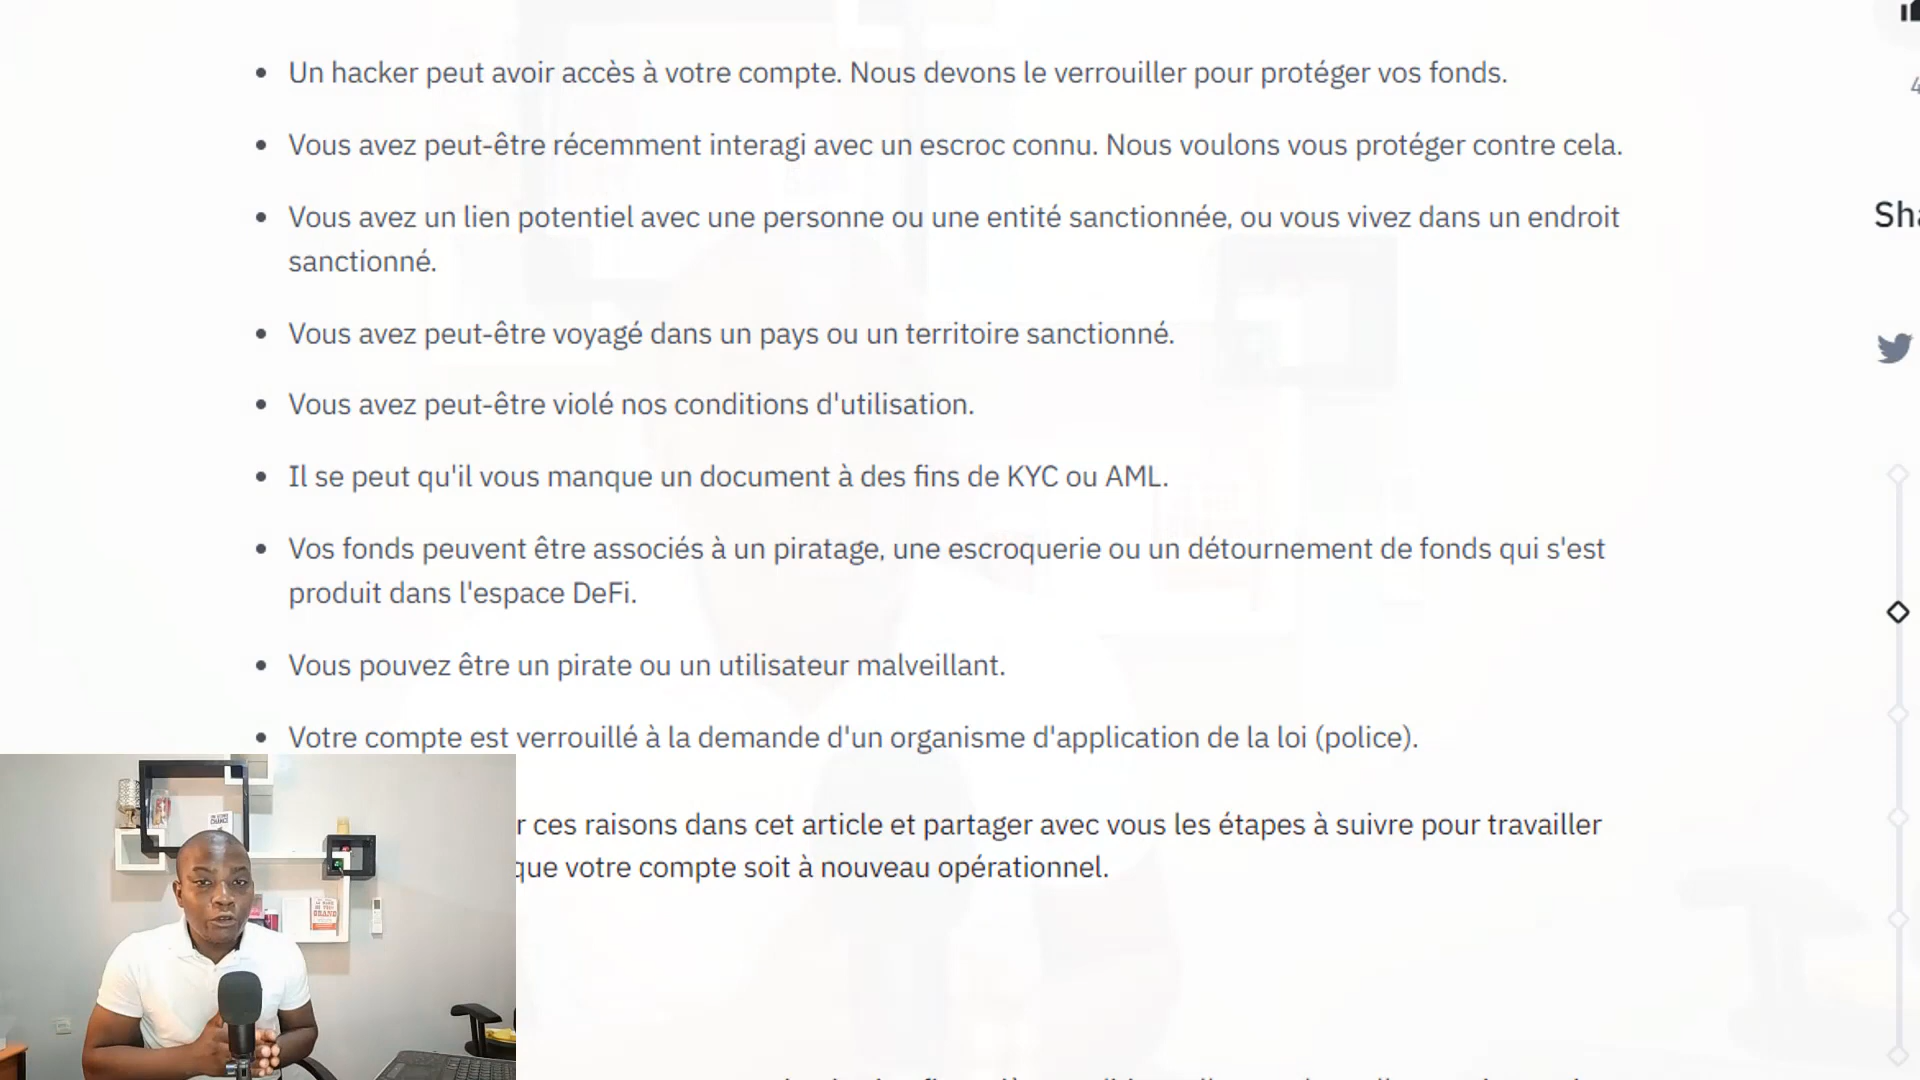 Un hacker peut avoir accès à votre compte. Nous devons le verrouiller pour protéger vos fonds.
Vous avez peut-être récemment interagi avec un escroc connu. Nous voulons vous protéger contre cela.
Vous avez un lien potentiel avec une personne ou une entité sanctionnée, ou vous vivez dans un endroit
sanctionné.
Vous avez peut-être voyagé dans un pays ou un territoire sanctionné.
Vous avez peut-être violé nos conditions d'utilisation.
Il se peut qu'il vous manque un document à des fins de KYC ou AML.
Vos fonds peuvent être associés à un piratage, une escroquerie ou un détournement de fonds qui s'est
produit dans l'espace DeFi.
Vous pouvez être un pirate ou un utilisateur malveillant.
Votre compte est verrouillé à la demande d'un organisme d'application de la loi (police).
ces raisons dans cet article et partager avec vous les étapes à suivre pour travailler
que votre compte soit à nouveau opérationnel.
GRAND